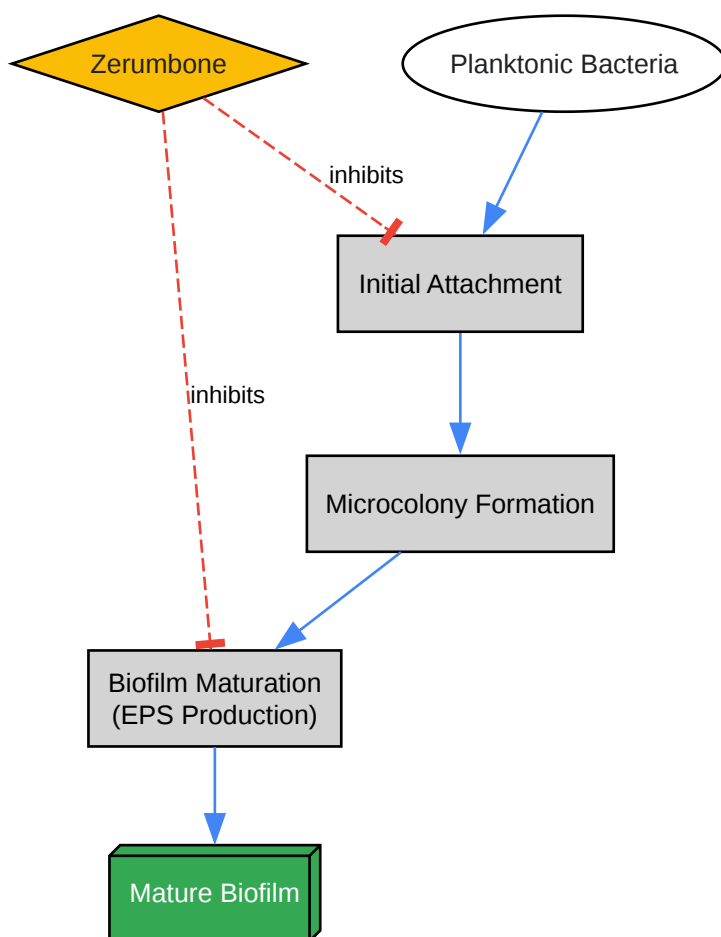 Zerumbone
Planktonic Bacteria
inhibits
Initial Attachment
inhibits
Microcolony Formation
Biofilm Maturation
(EPS Production)
Mature Biofilm